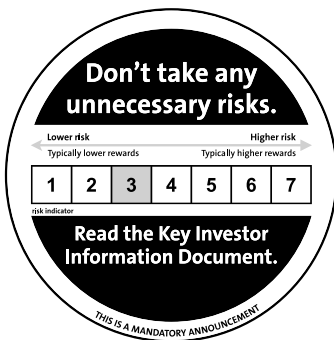 Don't take any
unnecessary risks.
Lower risk Higher risk
Typically lower rewards Typically higher rewards
1 2 3 4 5 6 7
risk indicator
Read the Key Investor
Information Document.
THIS IS A MANDATORY ANNOUNCEMENT